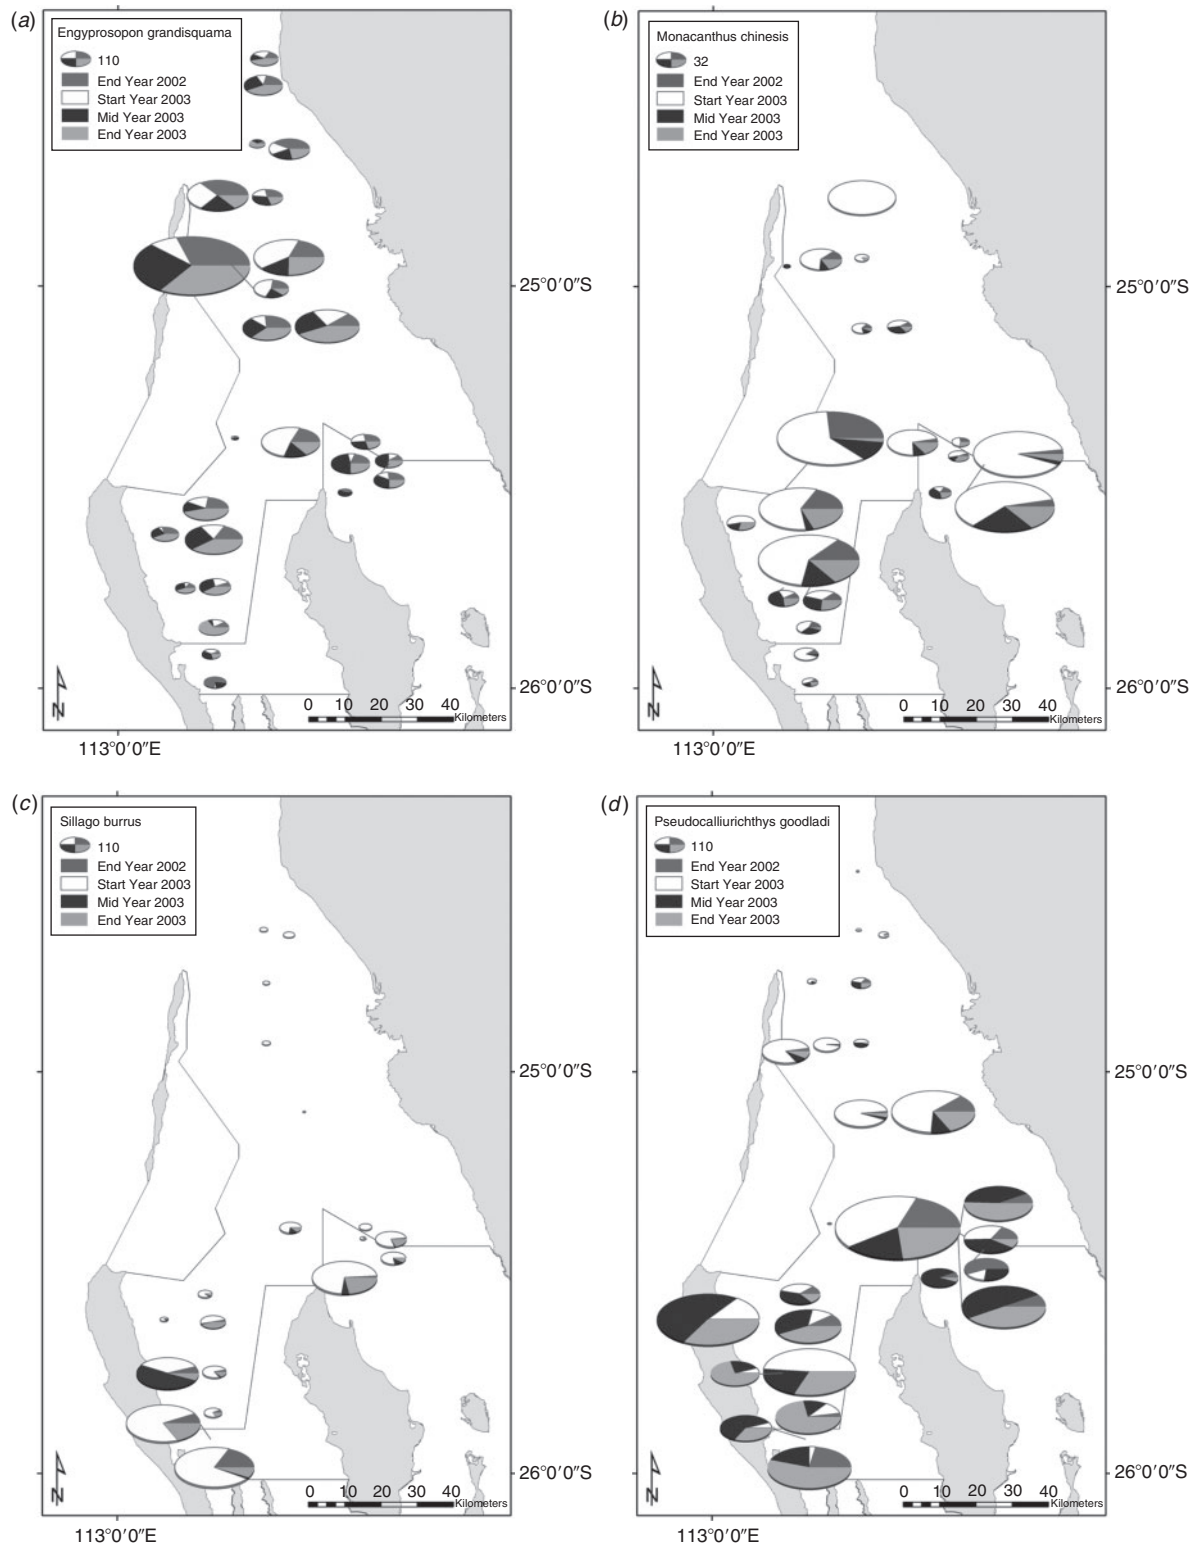 (a)
Engyprosopon grandisquama
110
End Year 2002
Start Year 2003
Mid Year 2003
End Year 2003
25°0′0″S
26°0′0″S
0 10 20 30 40
Kilometers
N
113°0′0″E
(b)
Monacanthus chinesis
32
End Year 2002
Start Year 2003
Mid Year 2003
End Year 2003
25°0′0″S
26°0′0″S
0 10 20 30 40
Kilometers
N
113°0′0″E
(c)
Sillago burrus
110
End Year 2002
Start Year 2003
Mid Year 2003
End Year 2003
25°0′0″S
26°0′0″S
0 10 20 30 40
Kilometers
N
113°0′0″E
(d)
Pseudocalliurichthys goodladi
110
End Year 2002
Start Year 2003
Mid Year 2003
End Year 2003
25°0′0″S
26°0′0″S
0 10 20 30 40
Kilometers
N
113°0′0″E